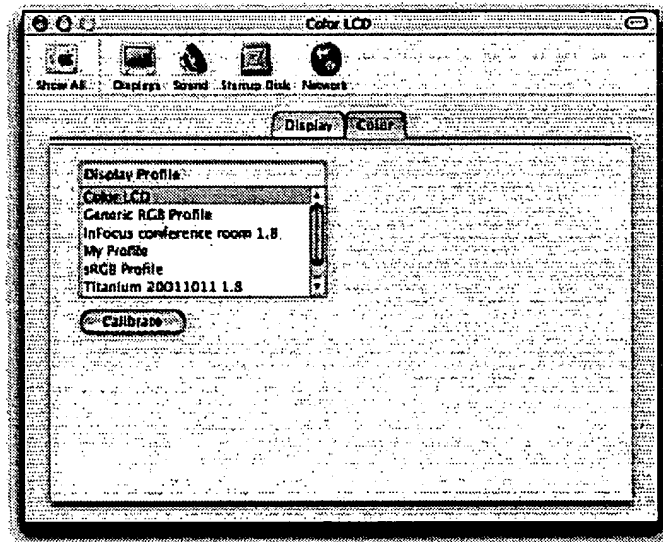 Color LCD
Show All Displays Sound Startup Disk Network
Display Color
Display Profile
Color LCD
Generic RGB Profile
InFocus conference room 1.8
My Profile
sRGB Profile
Titanium 20011011 1.8
Calibrate